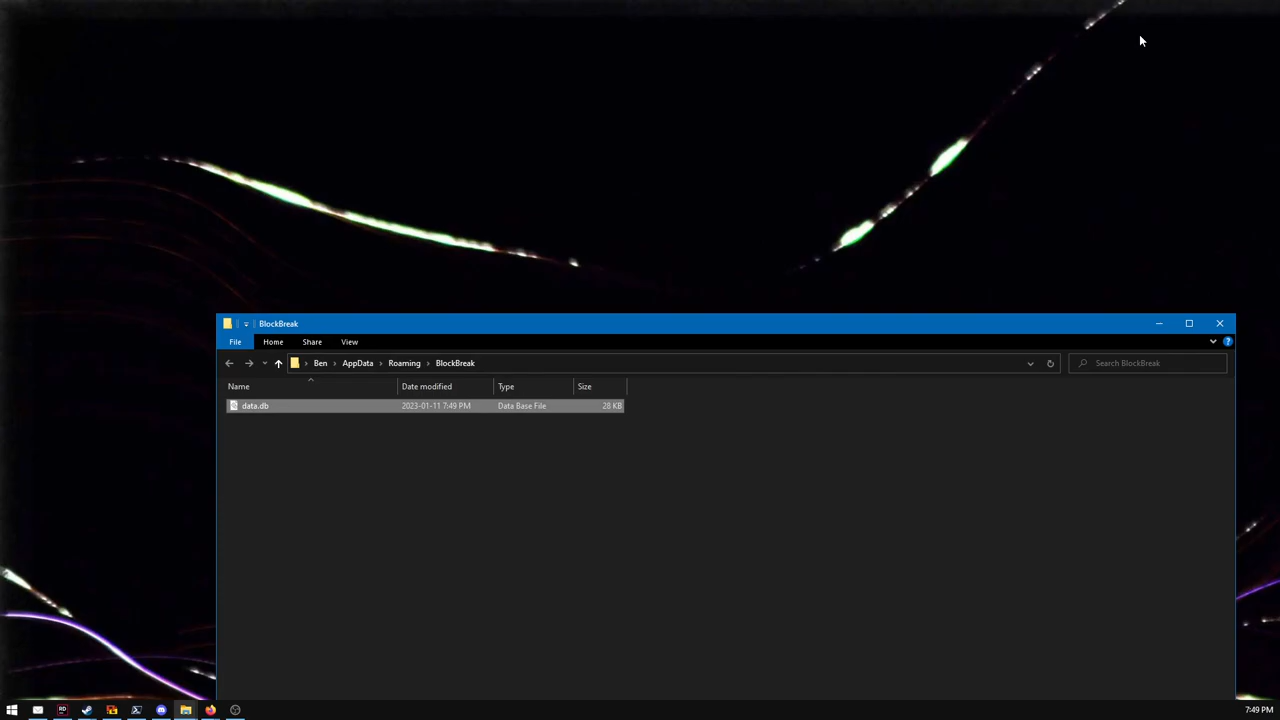 BlockBreak
File Home Share View
Ben AppData Roaming BlockBreak Search BlockBreak
Name Date modified Type Size
data.db 2023-01-11 7:49 PM Data Base File 28 KB
RD 7:49 PM